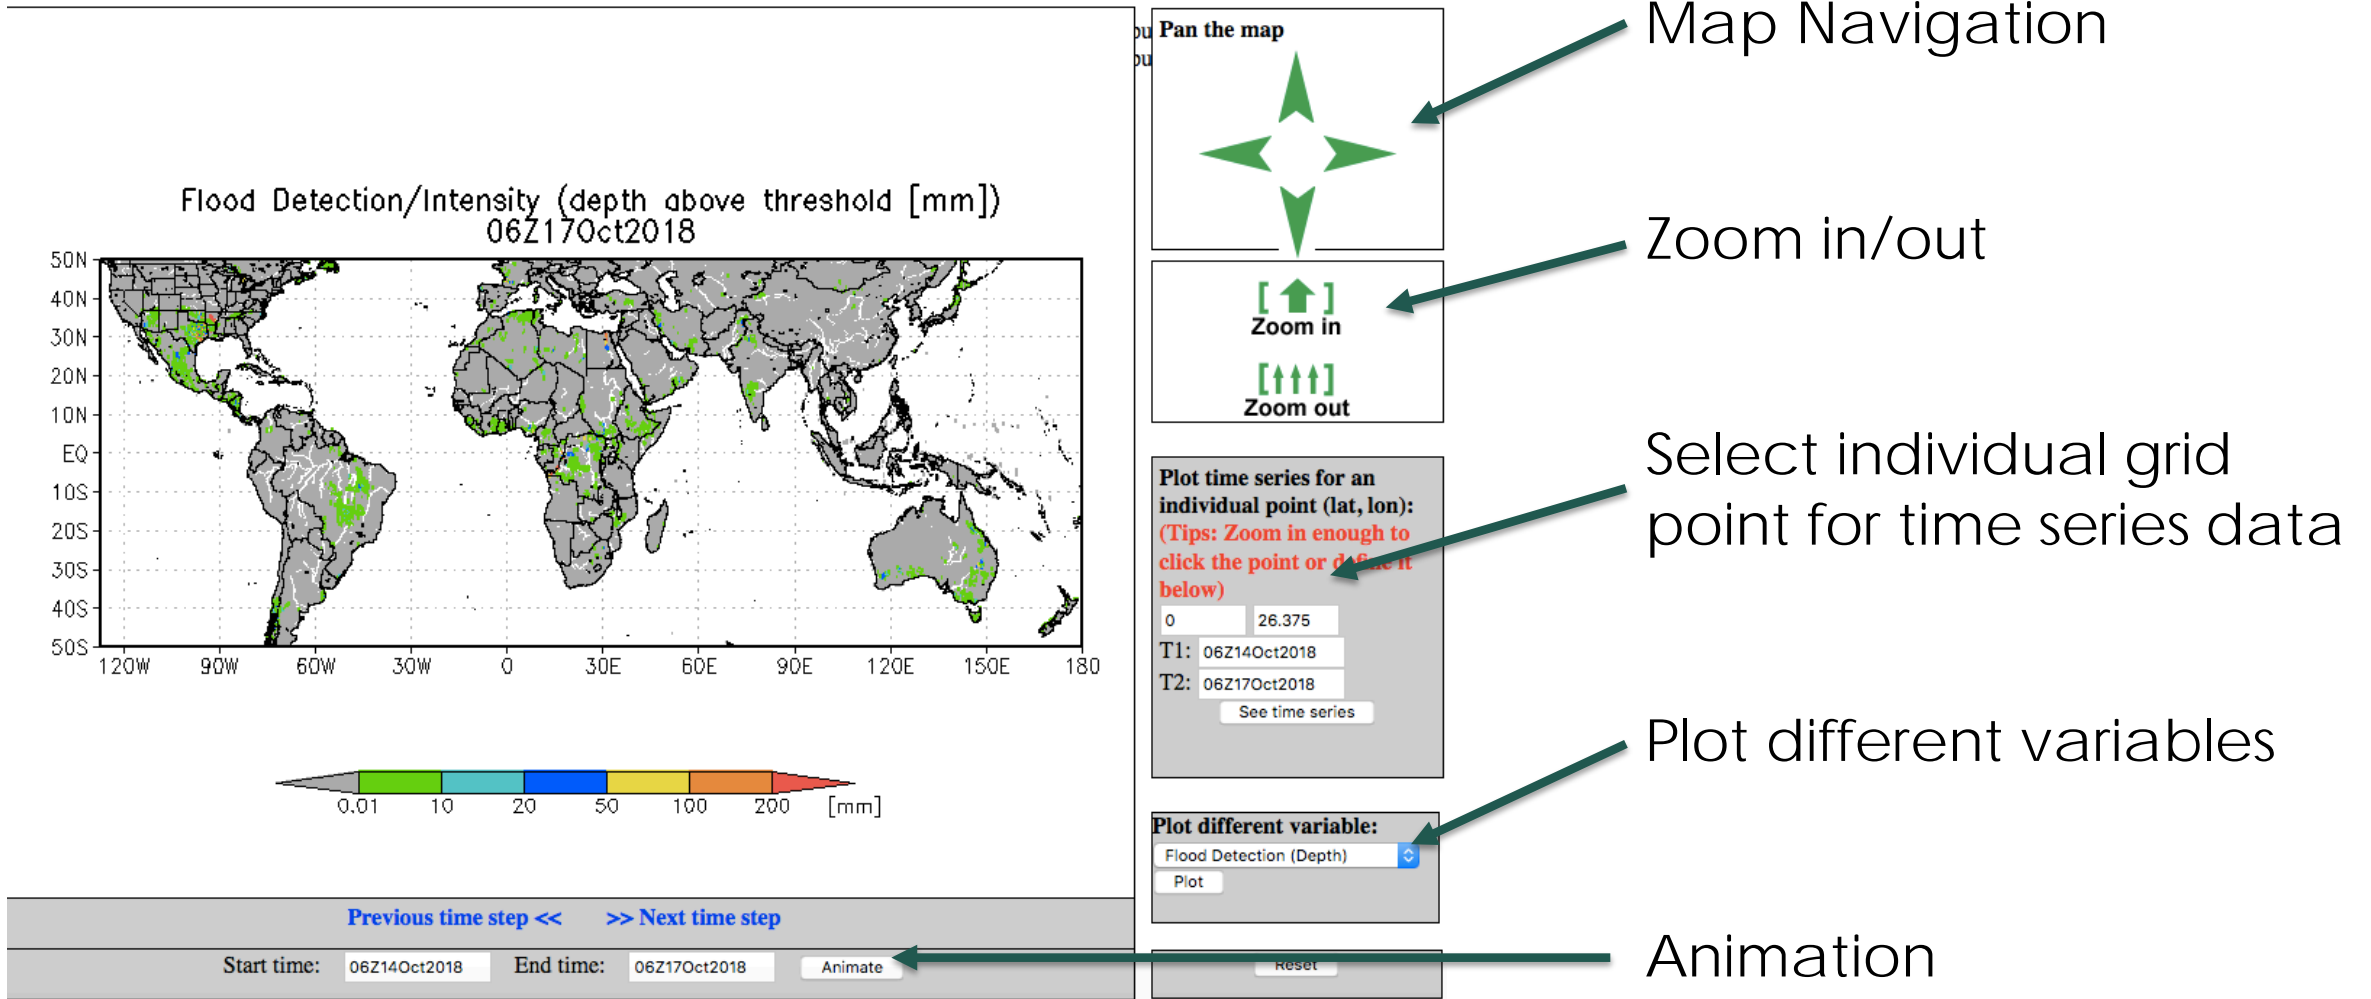 Flood Detection/Intensity (depth above threshold [mm])
06Z17Oct2018
50N
40N
30N
20N
10N
EQ
10S
20S
30S
40S
50S
120W 90W 60W 30W 0 30E 60E 90E 120E 150E 180
0.01 10 20 50 100 200 [mm]
Previous time step << >> Next time step
Start time: 06Z14Oct2018 End time: 06Z17Oct2018 Animate
Pan the map
Zoom in
Zoom out
Plot time series for an
individual point (lat, lon):
(Tips: Zoom in enough to
click the point or define it
below)
0 26.375
T1: 06Z14Oct2018
T2: 06Z17Oct2018
See time series
Plot different variable:
Flood Detection (Depth)
Plot
Reset
Map Navigation
Zoom in/out
Select individual grid
point for time series data
Plot different variables
Animation